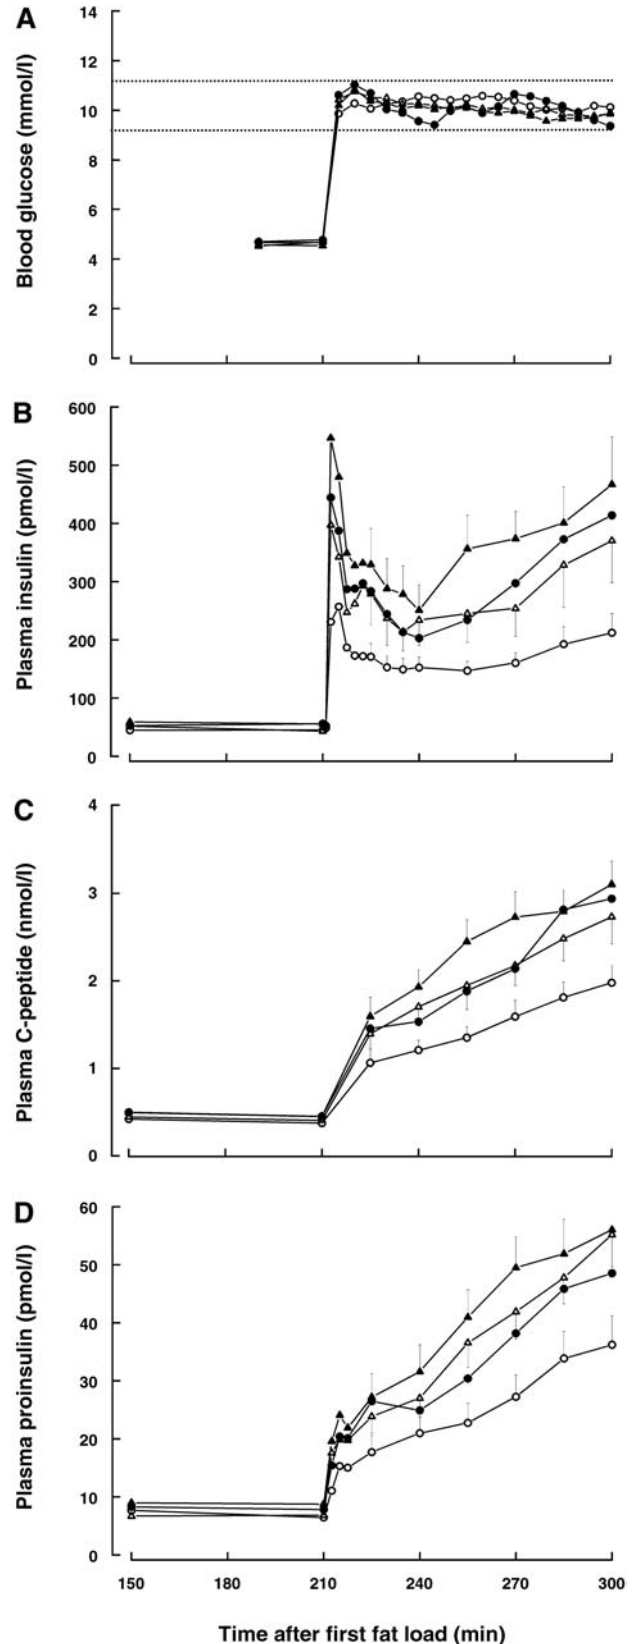 A
Blood glucose (mmol/l)
14
12
10
8
6
4
2
0
B
Plasma insulin (pmol/l)
600
500
400
300
200
100
0
C
Plasma C-peptide (nmol/l)
4
3
2
1
0
D
Plasma proinsulin (pmol/l)
60
50
40
30
20
10
0
150 180 210 240 270 300
Time after first fat load (min)